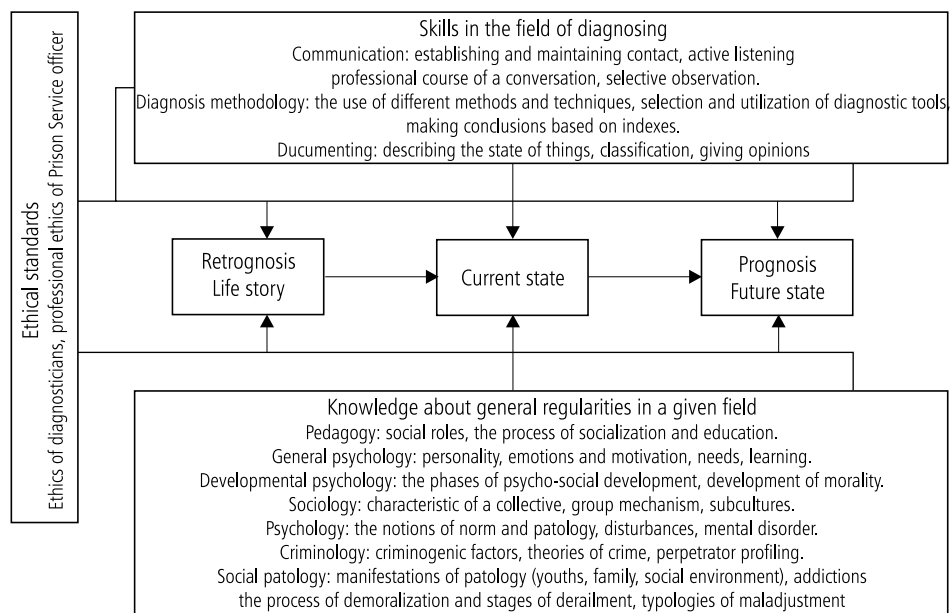 Ethical standards
Ethics of diagnosticians, professional ethics of Prison Service officer
Skills in the field of diagnosing
Communication: establishing and maintaining contact, active listening
professional course of a conversation, selective observation.
Diagnosis methodology: the use of different methods and techniques, selection and utilization of diagnostic tools,
making conclusions based on indexes.
Ducumenting: describing the state of things, classification, giving opinions
Retrognosis
Life story
Current state
Prognosis
Future state
Knowledge about general regularities in a given field
Pedagogy: social roles, the process of socialization and education.
General psychology: personality, emotions and motivation, needs, learning.
Developmental psychology: the phases of psycho-social development, development of morality.
Sociology: characteristic of a collective, group mechanism, subcultures.
Psychology: the notions of norm and patology, disturbances, mental disorder.
Criminology: criminogenic factors, theories of crime, perpetrator profiling.
Social patology: manifestations of patology (youths, family, social environment), addictions
the process of demoralization and stages of derailment, typologies of maladjustment